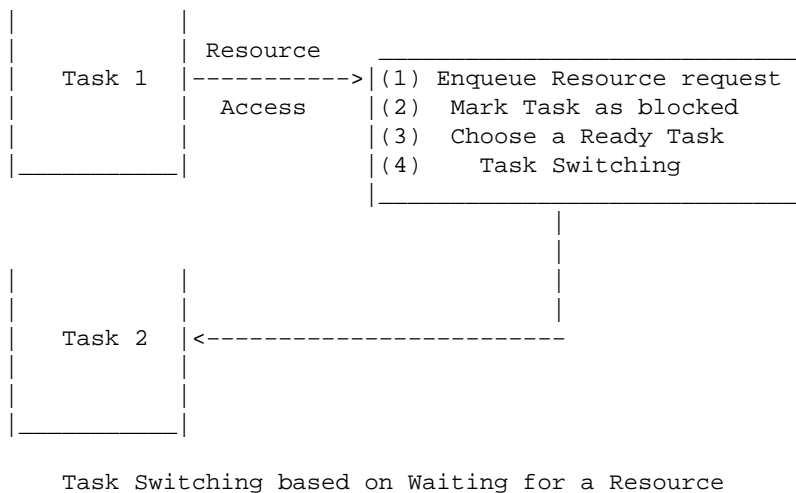 Resource
Task 1 (1) Enqueue Resource request
Access (2) Mark Task as blocked
(3) Choose a Ready Task
(4) Task Switching
Task 2
Task Switching based on Waiting for a Resource